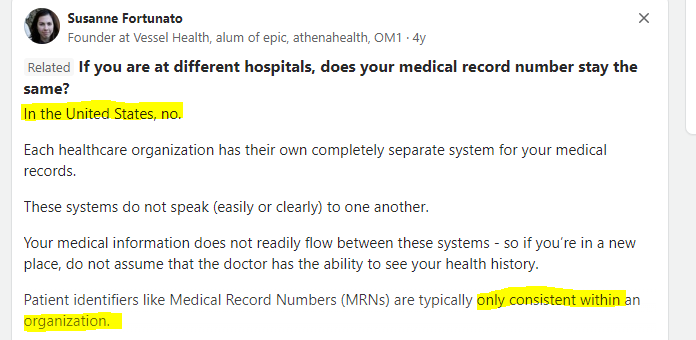 Susanne Fortunato
Founder at Vessel Health, alum of epic, athenahealth, OM1 · 4y
Related If you are at different hospitals, does your medical record number stay the
same?
In the United States, no.
Each healthcare organization has their own completely separate system for your medical
records.
These systems do not speak (easily or clearly) to one another.
Your medical information does not readily flow between these systems - so if you’re in a new
place, do not assume that the doctor has the ability to see your health history.
Patient identifiers like Medical Record Numbers (MRNs) are typically only consistent within an
organization.